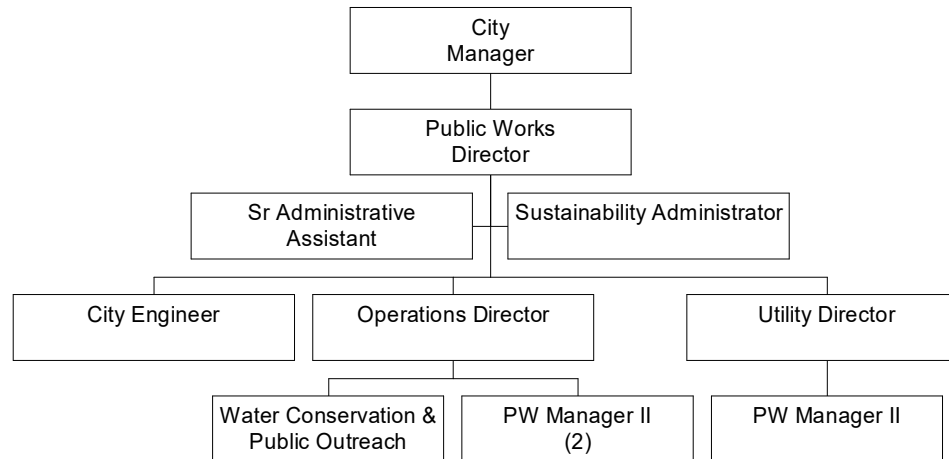 City
Manager
Public Works
Director
Sr Administrative
Assistant
Sustainability Administrator
City Engineer
Operations Director
Utility Director
Water Conservation &
Public Outreach
PW Manager II
(2)
PW Manager II